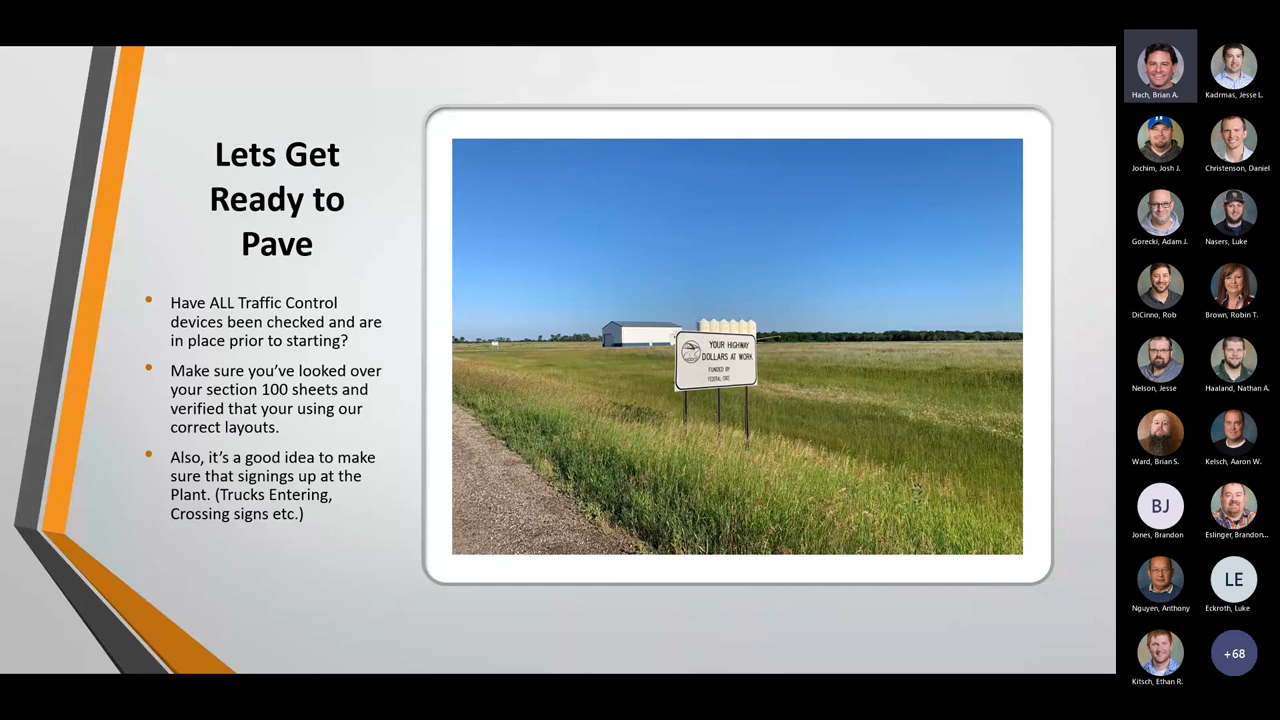 Lets Get
Ready to
Pave
• Have ALL Traffic Control
devices been checked and are
in place prior to starting?
• Make sure you've looked over
your section 100 sheets and
verified that your using our
correct layouts.
• Also, it's a good idea to make
sure that signings up at the
Plant. (Trucks Entering,
Crossing signs etc.)
YOUR HIGHWAY
DOLLARS AT WORK
FUNDED BY
FEDERAL-STATE
Hach, Brian A.
Kadrmas, Jesse L.
Jochim, Josh J.
Christenson, Daniel
Gorecki, Adam J.
Nasers, Luke
DiCinno, Rob
Brown, Robin T.
Nelson, Jesse
Haaland, Nathan A.
Ward, Brian S.
Kelsch, Aaron W.
BJ
Jones, Brandon
Eslinger, Brandon...
Nguyen, Anthony
LE
Eckroth, Luke
Kitsch, Ethan R.
+68